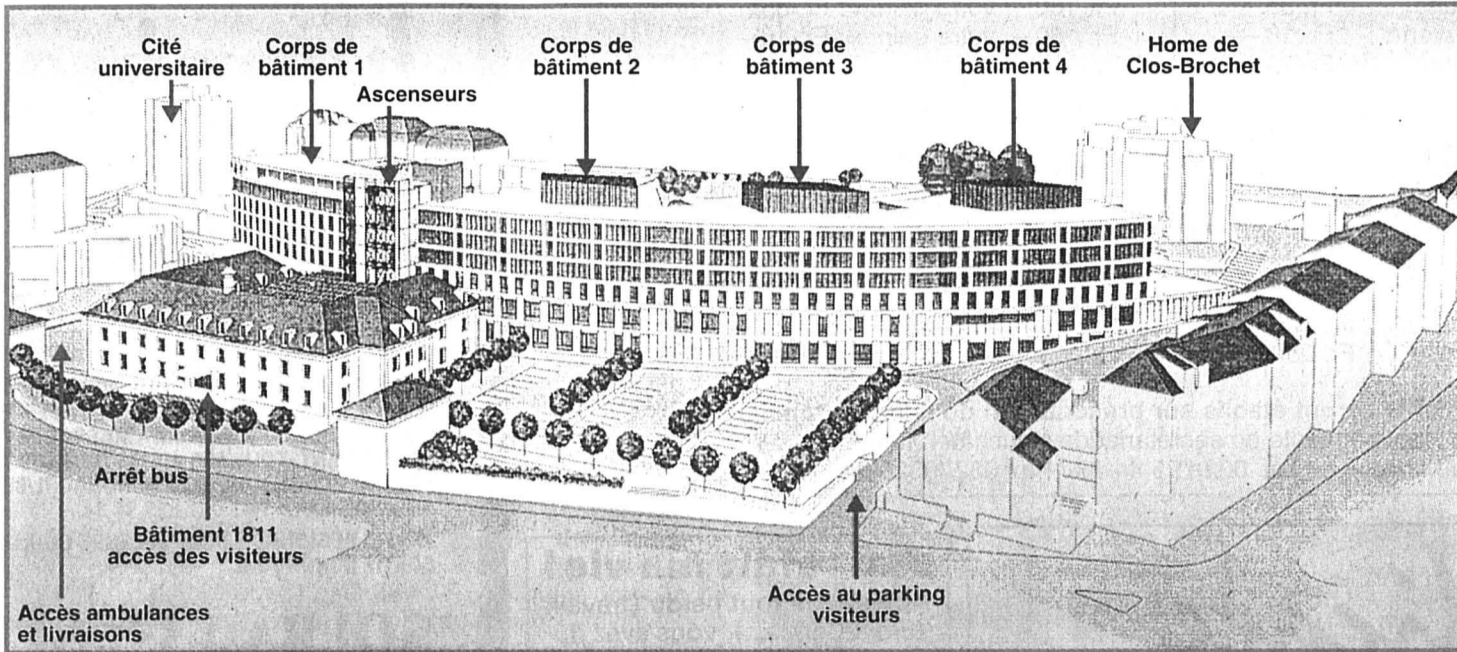 Cité
universitaire
Corps de
bâtiment 1
Ascenseurs
Corps de
bâtiment 2
Corps de
bâtiment 3
Corps de
bâtiment 4
Home de
Clos-Brochet
Arrêt bus
Bâtiment 1811
accès des visiteurs
Accès ambulances
et livraisons
Accès au parking
visiteurs